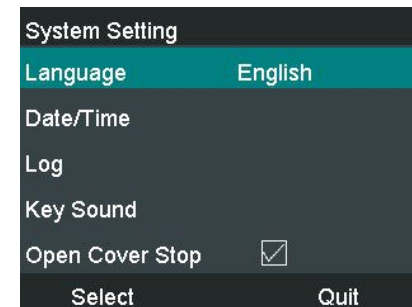 System Setting
Language English
Date/Time
Log
Key Sound
Open Cover Stop
Select Quit